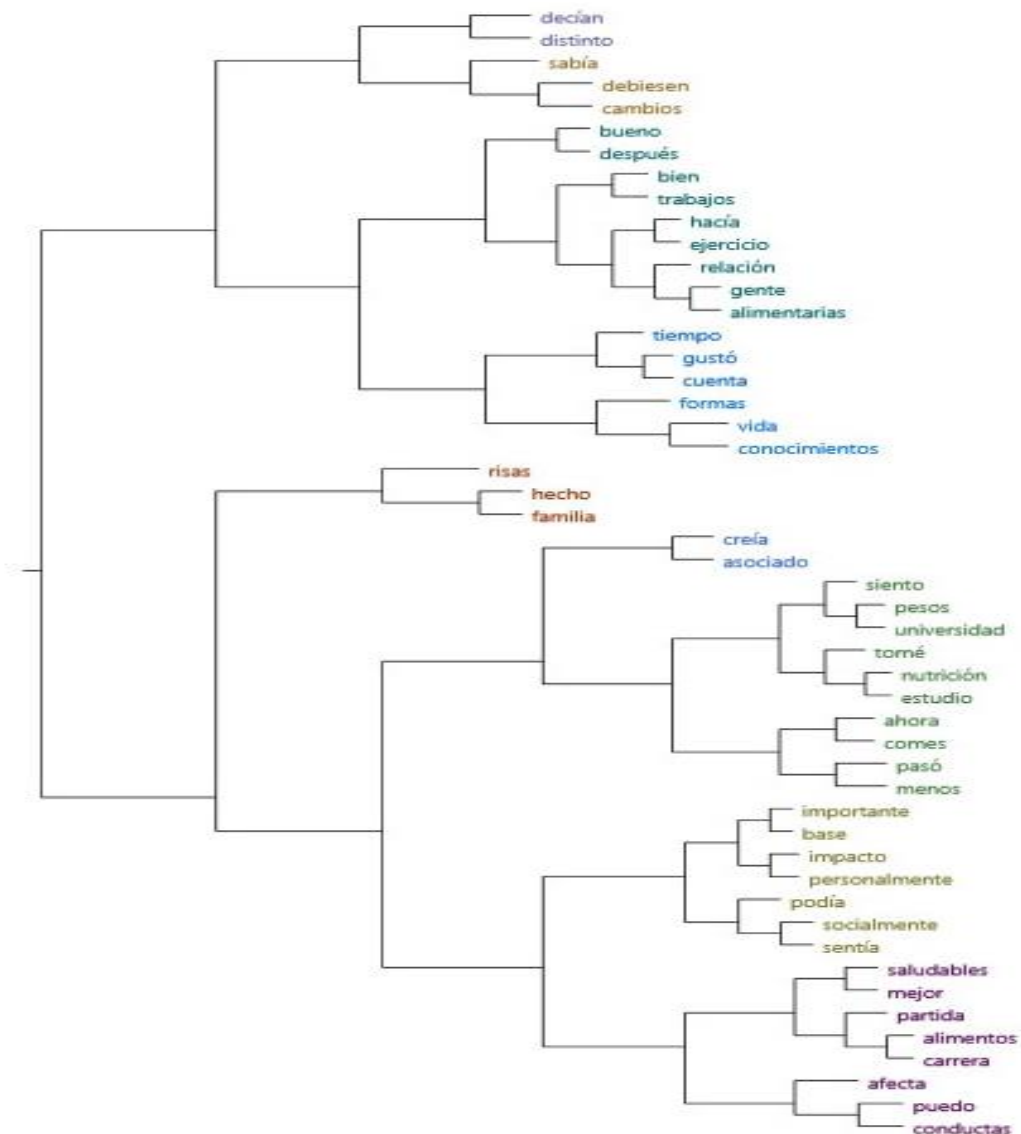 decían
distinto
sabía
debiesen
cambios
bueno
después
bien
trabajos
hacía
ejercicio
relación
gente
alimentarias
tiempo
gustó
cuenta
formas
vida
conocimientos
risas
hecho
familia
creía
asociado
siento
pesos
universidad
tomé
nutrición
estudio
ahora
comes
pasó
menos
importante
base
impacto
personalmente
podía
socialmente
sentía
saludables
mejor
partida
alimentos
carrera
afecta
puedo
conductas